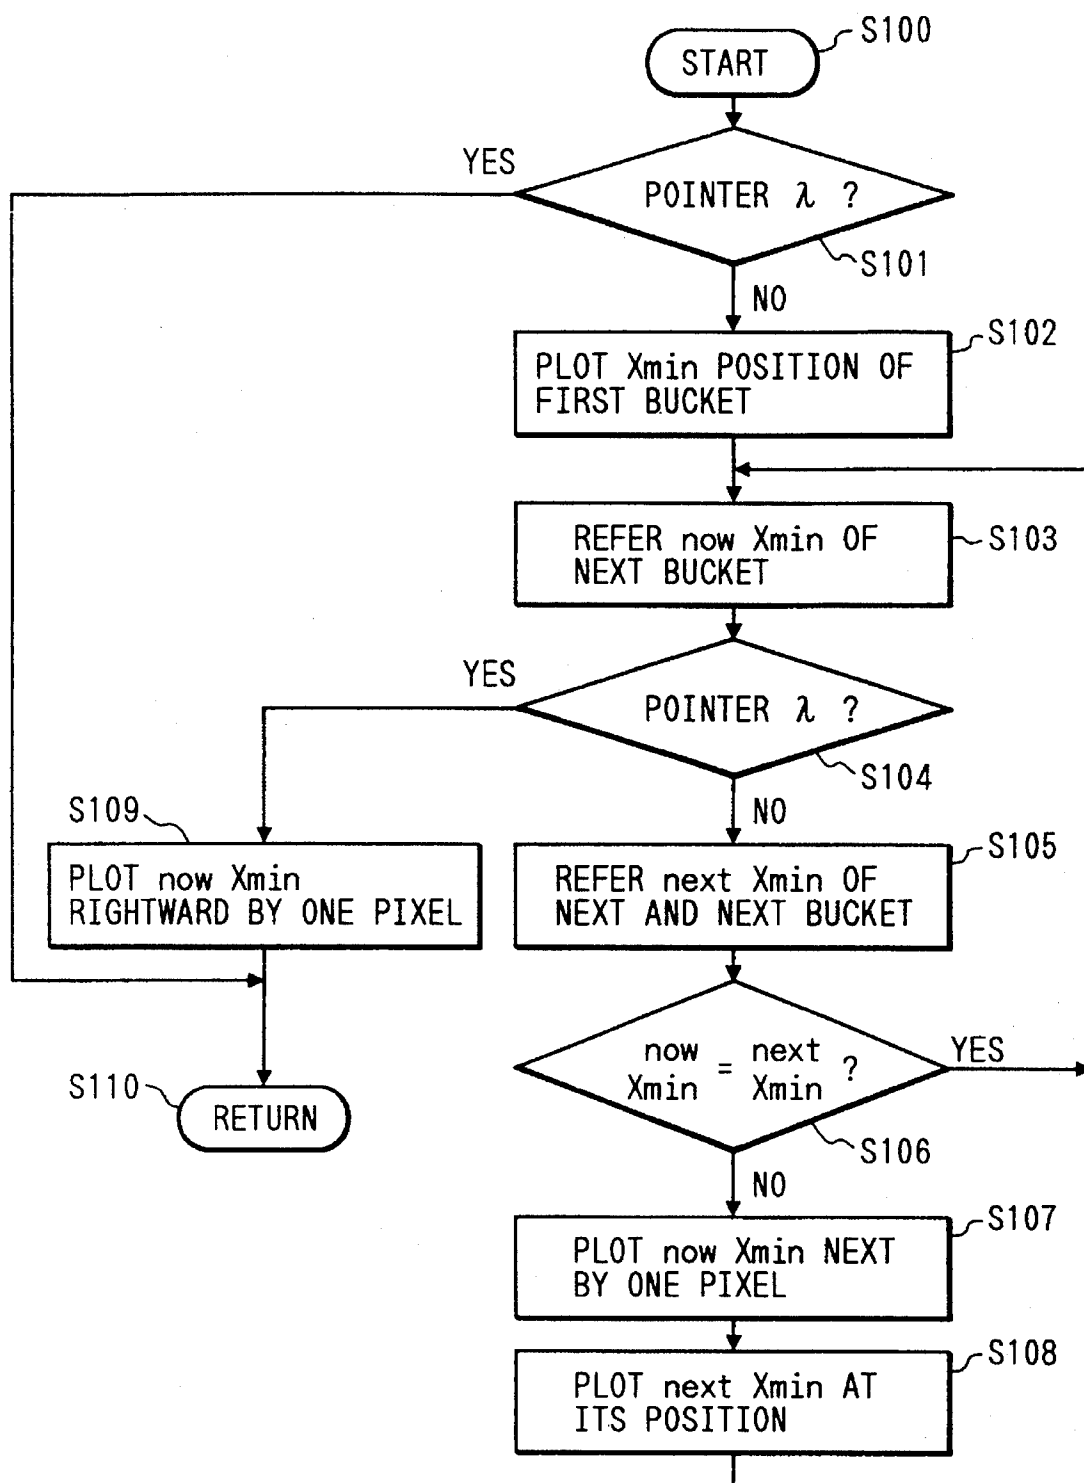 START
S100
YES
POINTER λ ?
S101
NO
S102
PLOT Xmin POSITION OF
FIRST BUCKET
S103
REFER now Xmin OF
NEXT BUCKET
YES
POINTER λ ?
S104
NO
S109
PLOT now Xmin
RIGHTWARD BY ONE PIXEL
S105
REFER next Xmin OF
NEXT AND NEXT BUCKET
now Xmin = next Xmin ?
YES
S106
NO
S110
RETURN
S107
PLOT now Xmin NEXT
BY ONE PIXEL
S108
PLOT next Xmin AT
ITS POSITION